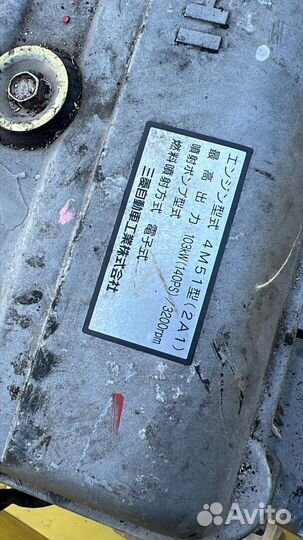 エンジン型式 4M51型(2A1)
最高出力 103kW(140PS)/3200rpm
噴射ポンプ型式
燃料噴射方式 電子式
三菱自動車工業株式会社
Avito